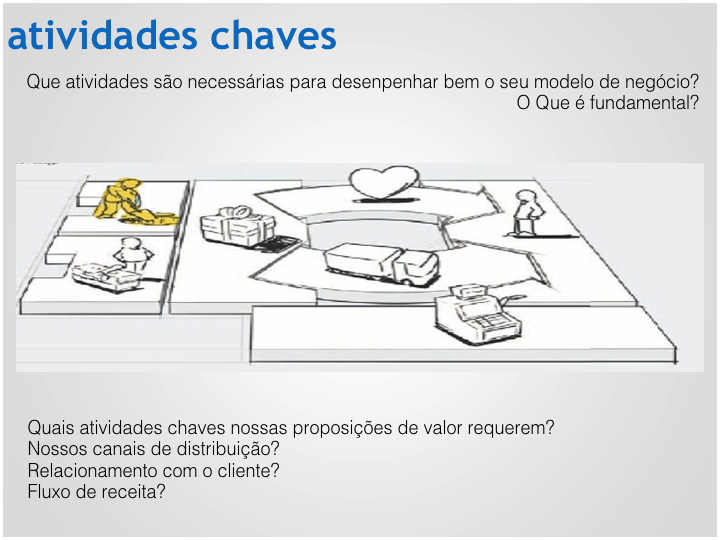 atividades chaves
Que atividades são necessárias para desenpenhar bem o seu modelo de negócio?
O Que é fundamental?
Quais atividades chaves nossas proposições de valor requerem?
Nossos canais de distribuição?
Relacionamento com o cliente?
Fluxo de receita?